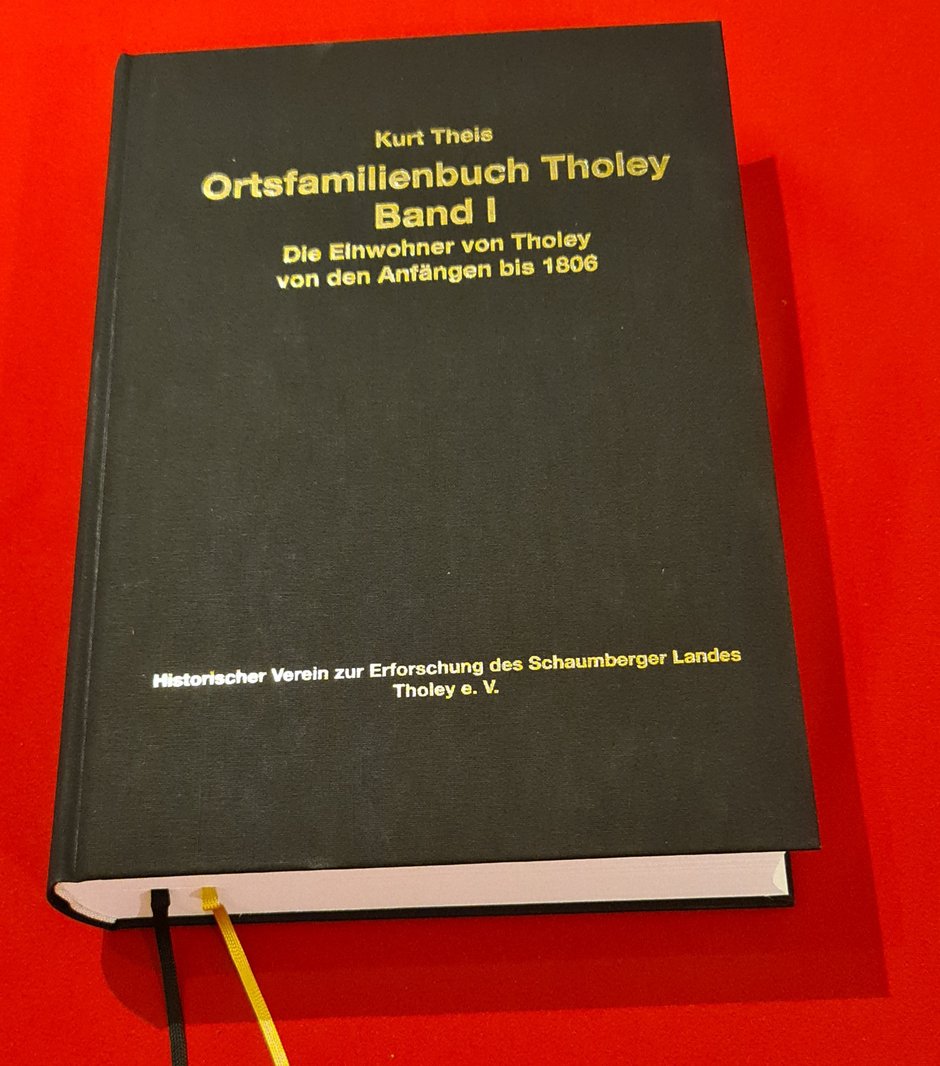 Kurt Theis
Ortsfamilienbuch Tholey
Band I
Die Einwohner von Tholey
von den Anfängen bis 1806
Historischer Verein zur Erforschung des Schaumberger Landes
Tholey e. V.